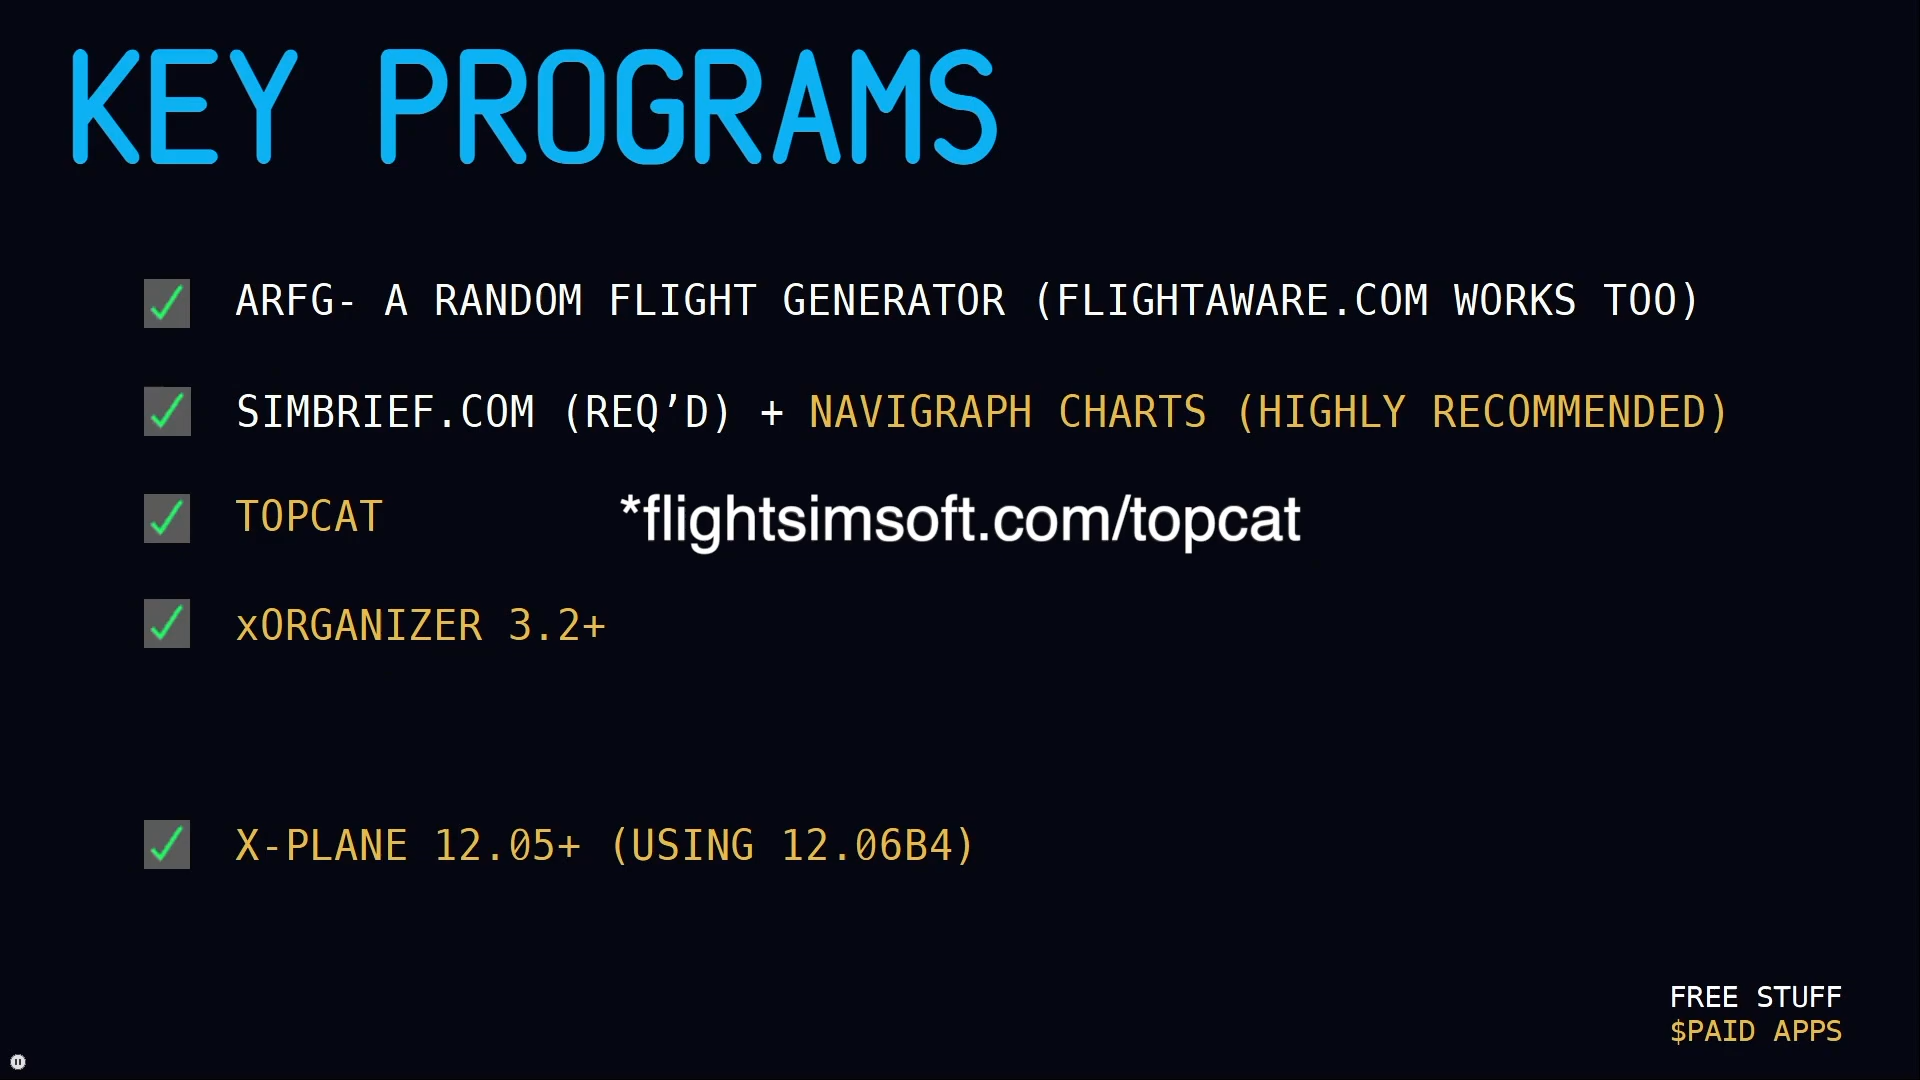 KEY PROGRAMS
ARFG- A RANDOM FLIGHT GENERATOR (FLIGHTAWARE.COM WORKS TOO)
SIMBRIEF.COM (REQ’D) + NAVIGRAPH CHARTS (HIGHLY RECOMMENDED)
TOPCAT *flightsimsoft.com/topcat
xORGANIZER 3.2+
X-PLANE 12.05+ (USING 12.06B4)
FREE STUFF
$PAID APPS